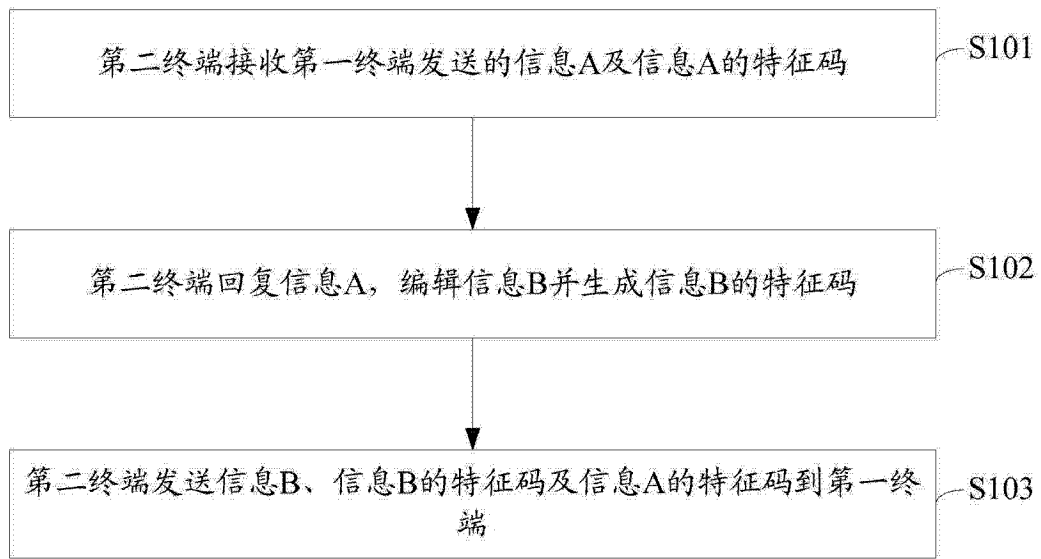 第二终端接收第一终端发送的信息A及信息A的特征码
S101
第二终端回复信息A，编辑信息B并生成信息B的特征码
S102
第二终端发送信息B、信息B的特征码及信息A的特征码到第一终
端
S103